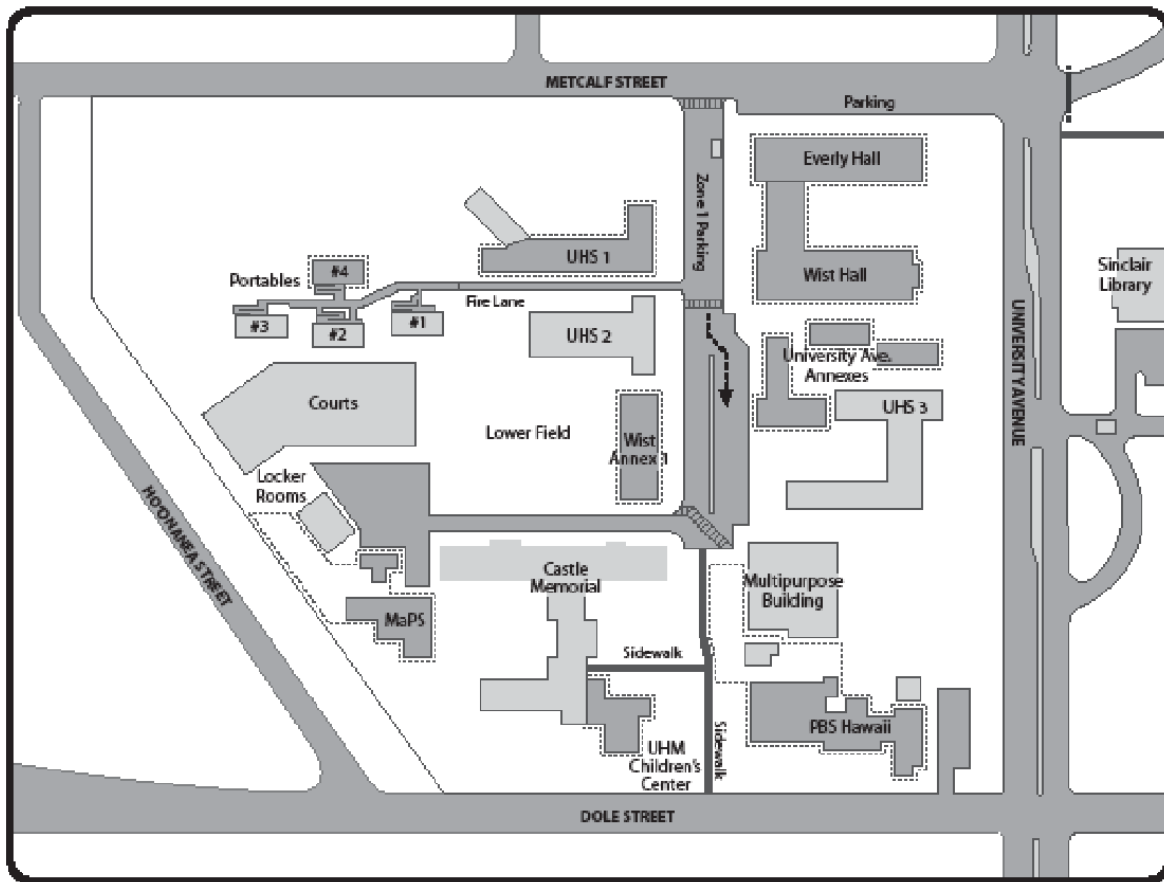 METCALF STREET
Parking
Everly Hall
Zone 1 Parking
UHS 1
Wist Hall
Sinclair
Library
Portables
#4
Fire Lane
#1
#3
#2
UHS 2
University Ave.
Annexes
UNIVERSITY AVENUE
Courts
UHS 3
Lower Field
Wist
Annex 1
Locker
Rooms
HO'ONANEA STREET
Castle
Memorial
Multipurpose
Building
MaPS
Sidewalk
PBS Hawaii
Sidewalk
UHM
Children's
Center
DOLE STREET